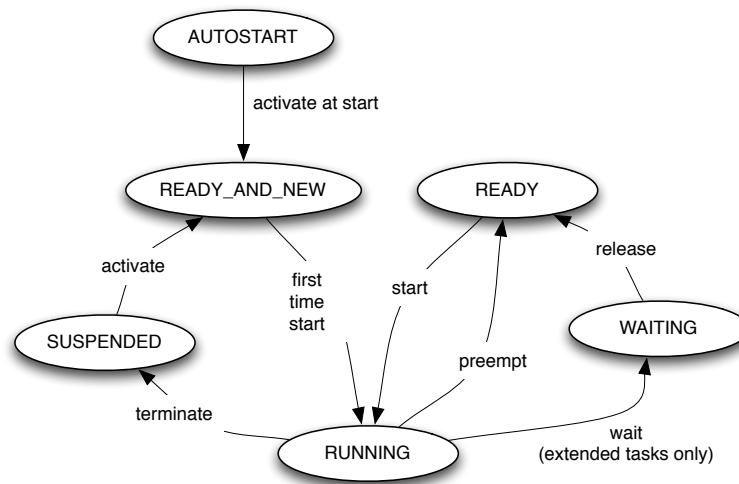 AUTOSTART
activate at start
READY_AND_NEW
READY
release
activate
first
time
start
start
SUSPENDED
WAITING
preempt
terminate
RUNNING
wait
(extended tasks only)